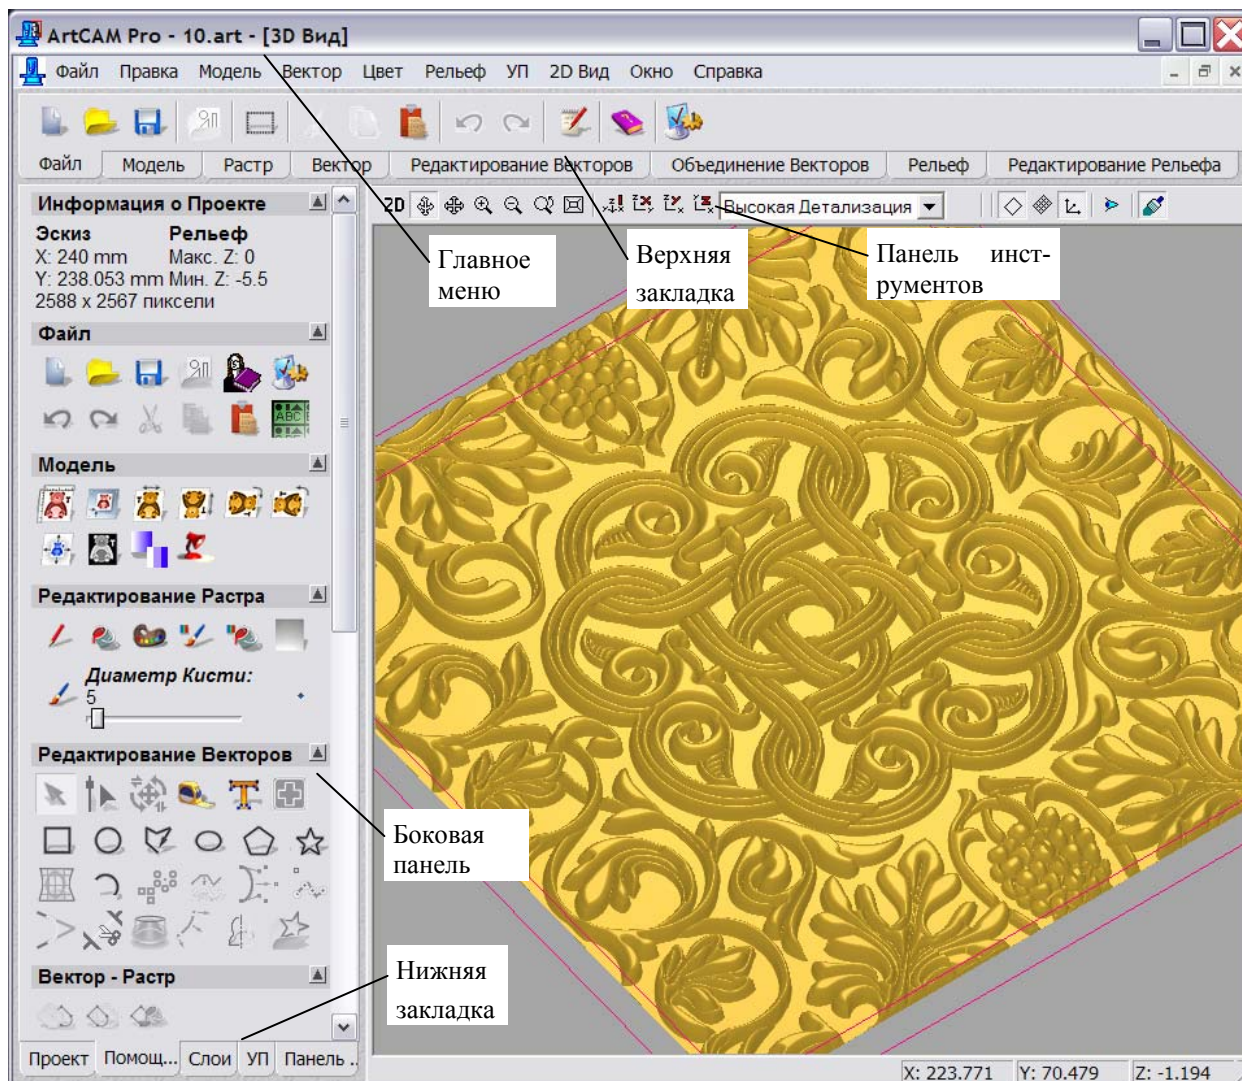 ArtCAM Pro - 10.art - [3D Вид]
Файл Правка Модель Вектор Цвет Рельеф УП 2D Вид Окно Справка
Файл Модель Растр Вектор Редактирование Векторов Объединение Векторов Рельеф Редактирование Рельефа
Информация о Проекте
2D Высокая Детализация
Эскиз Рельеф
X: 240 mm Макс. Z: 0
Y: 238.053 mm Мин. Z: -5.5
2588 x 2567 пиксели
Главное
меню
Верхняя
закладка
Панель инст-
рументов
Файл
ABC
Модель
Редактирование Растра
Диаметр Кисти:
5
Редактирование Векторов
Боковая
панель
Вектор - Растр
Нижняя
закладка
Проект Помощ... Слои УП Панель ..
X: 223.771 Y: 70.479 Z: -1.194